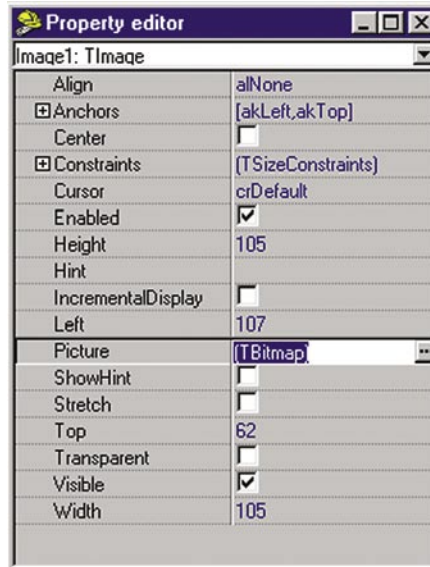 Property editor
Image1: TImage
Align alNone
Anchors [akLeft,akTop]
Center
Constraints (TSizeConstraints)
Cursor crDefault
Enabled
Height 105
Hint
IncrementalDisplay
Left 107
Picture (TBitmap)
ShowHint
Stretch
Top 62
Transparent
Visible
Width 105